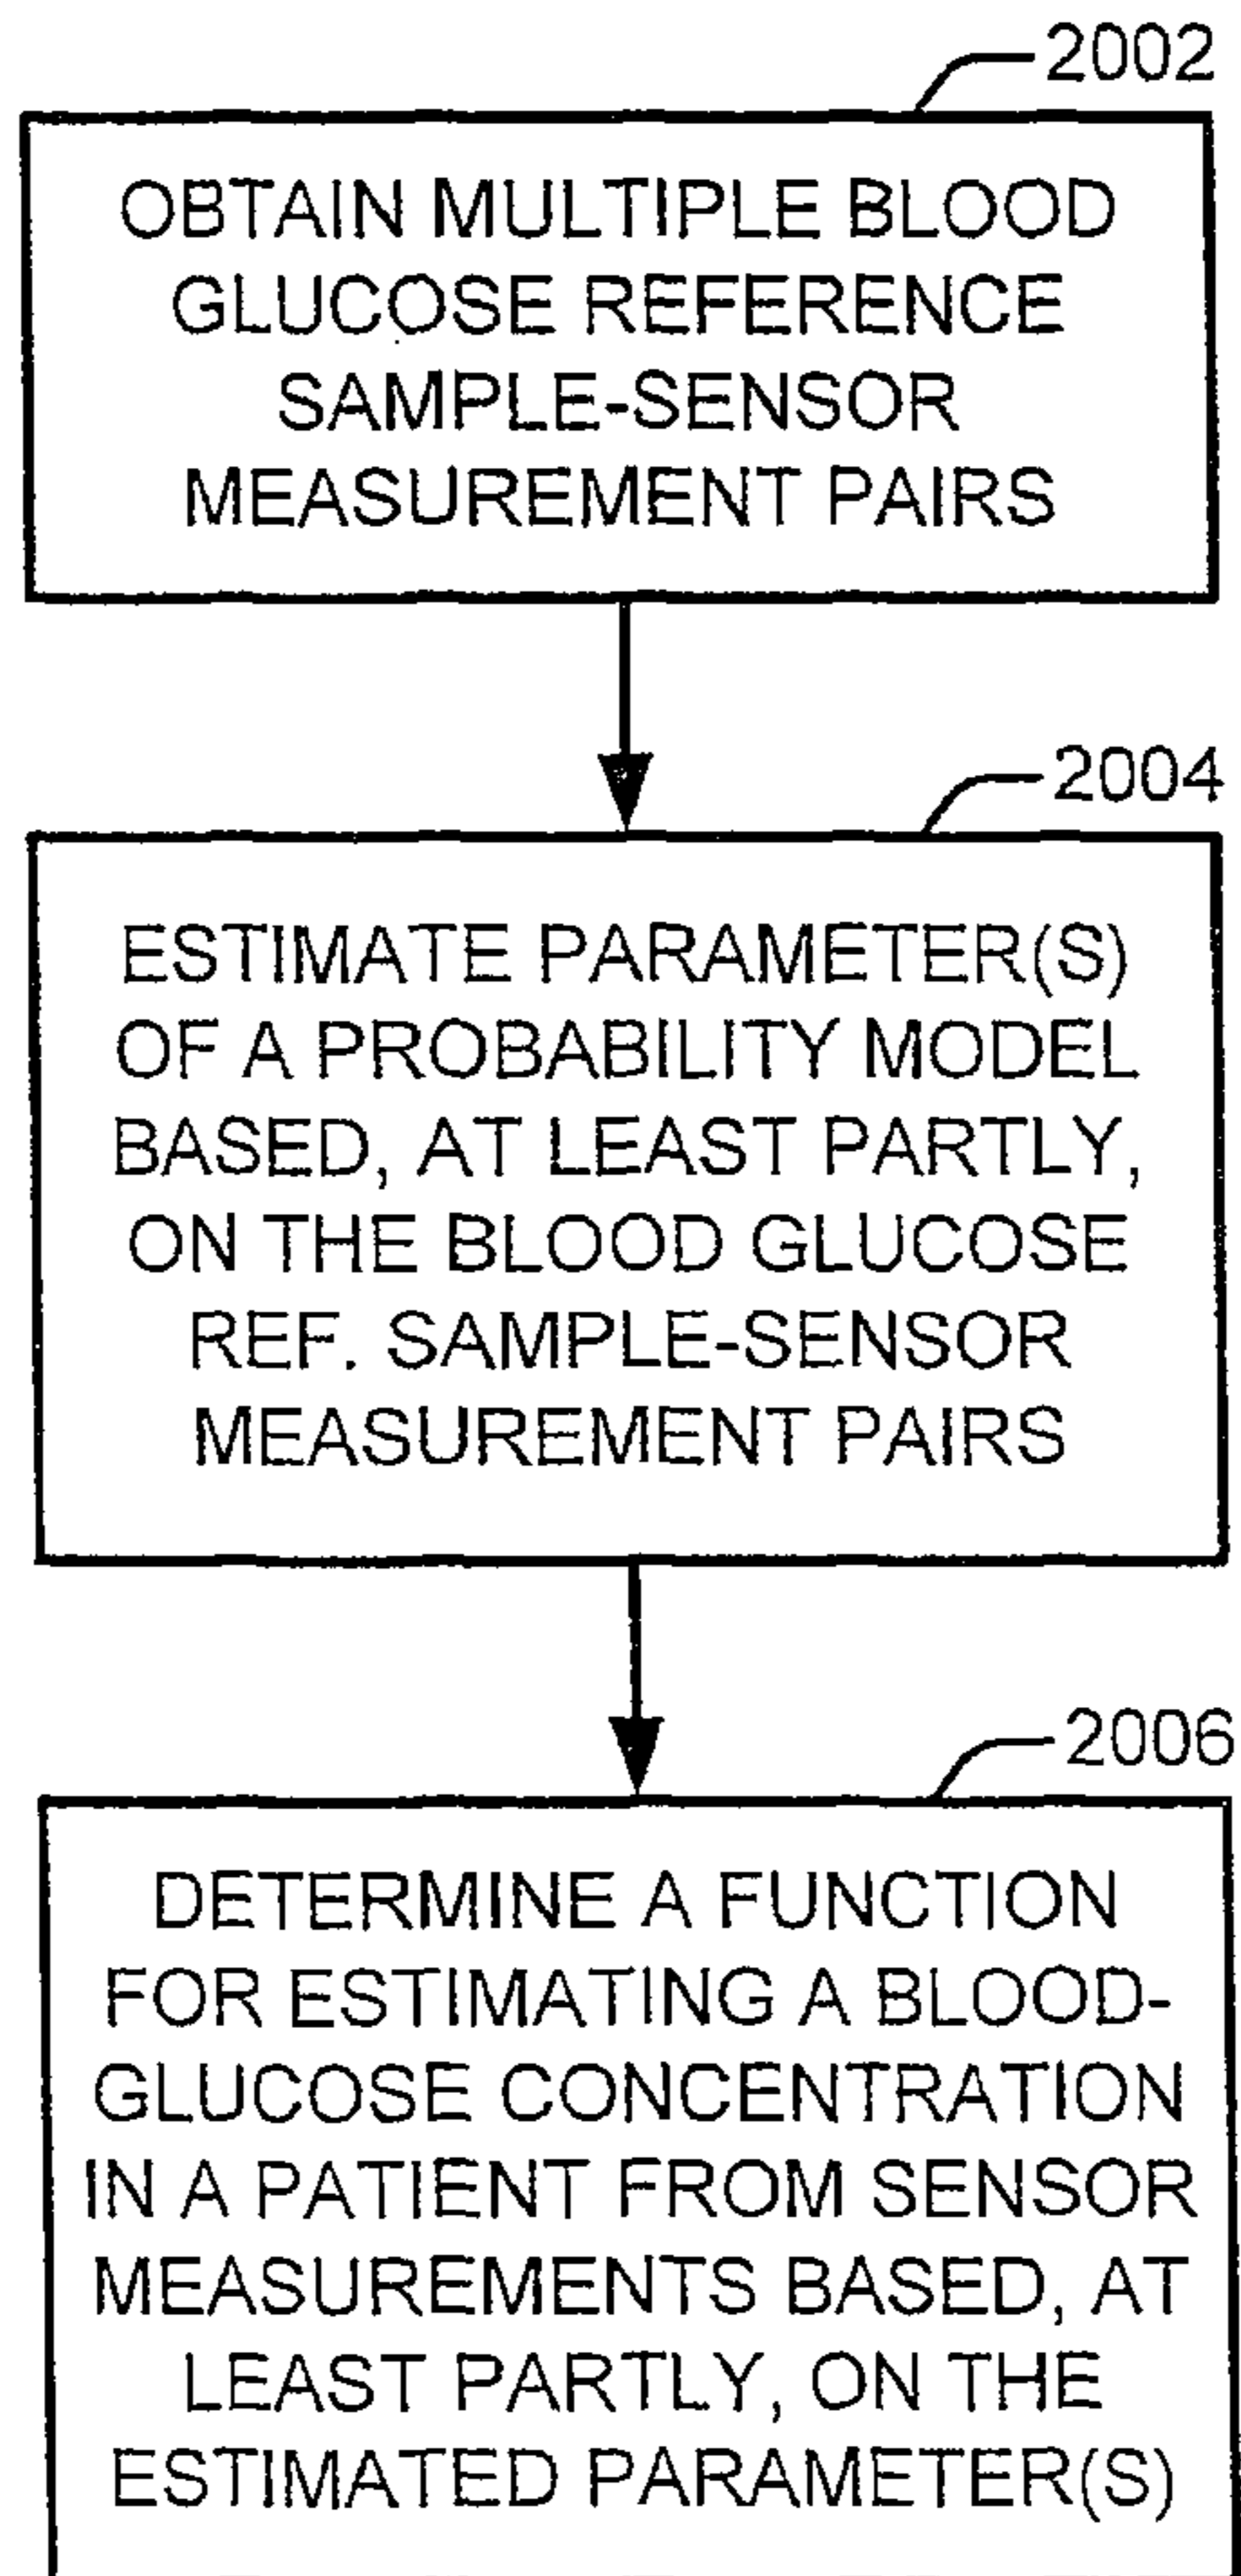 2002
OBTAIN MULTIPLE BLOOD
GLUCOSE REFERENCE
SAMPLE-SENSOR
MEASUREMENT PAIRS
2004
ESTIMATE PARAMETER(S)
OF A PROBABILITY MODEL
BASED, AT LEAST PARTLY,
ON THE BLOOD GLUCOSE
REF. SAMPLE-SENSOR
MEASUREMENT PAIRS
2006
DETERMINE A FUNCTION
FOR ESTIMATING A BLOOD-
GLUCOSE CONCENTRATION
IN A PATIENT FROM SENSOR
MEASUREMENTS BASED, AT
LEAST PARTLY, ON THE
ESTIMATED PARAMETER(S)